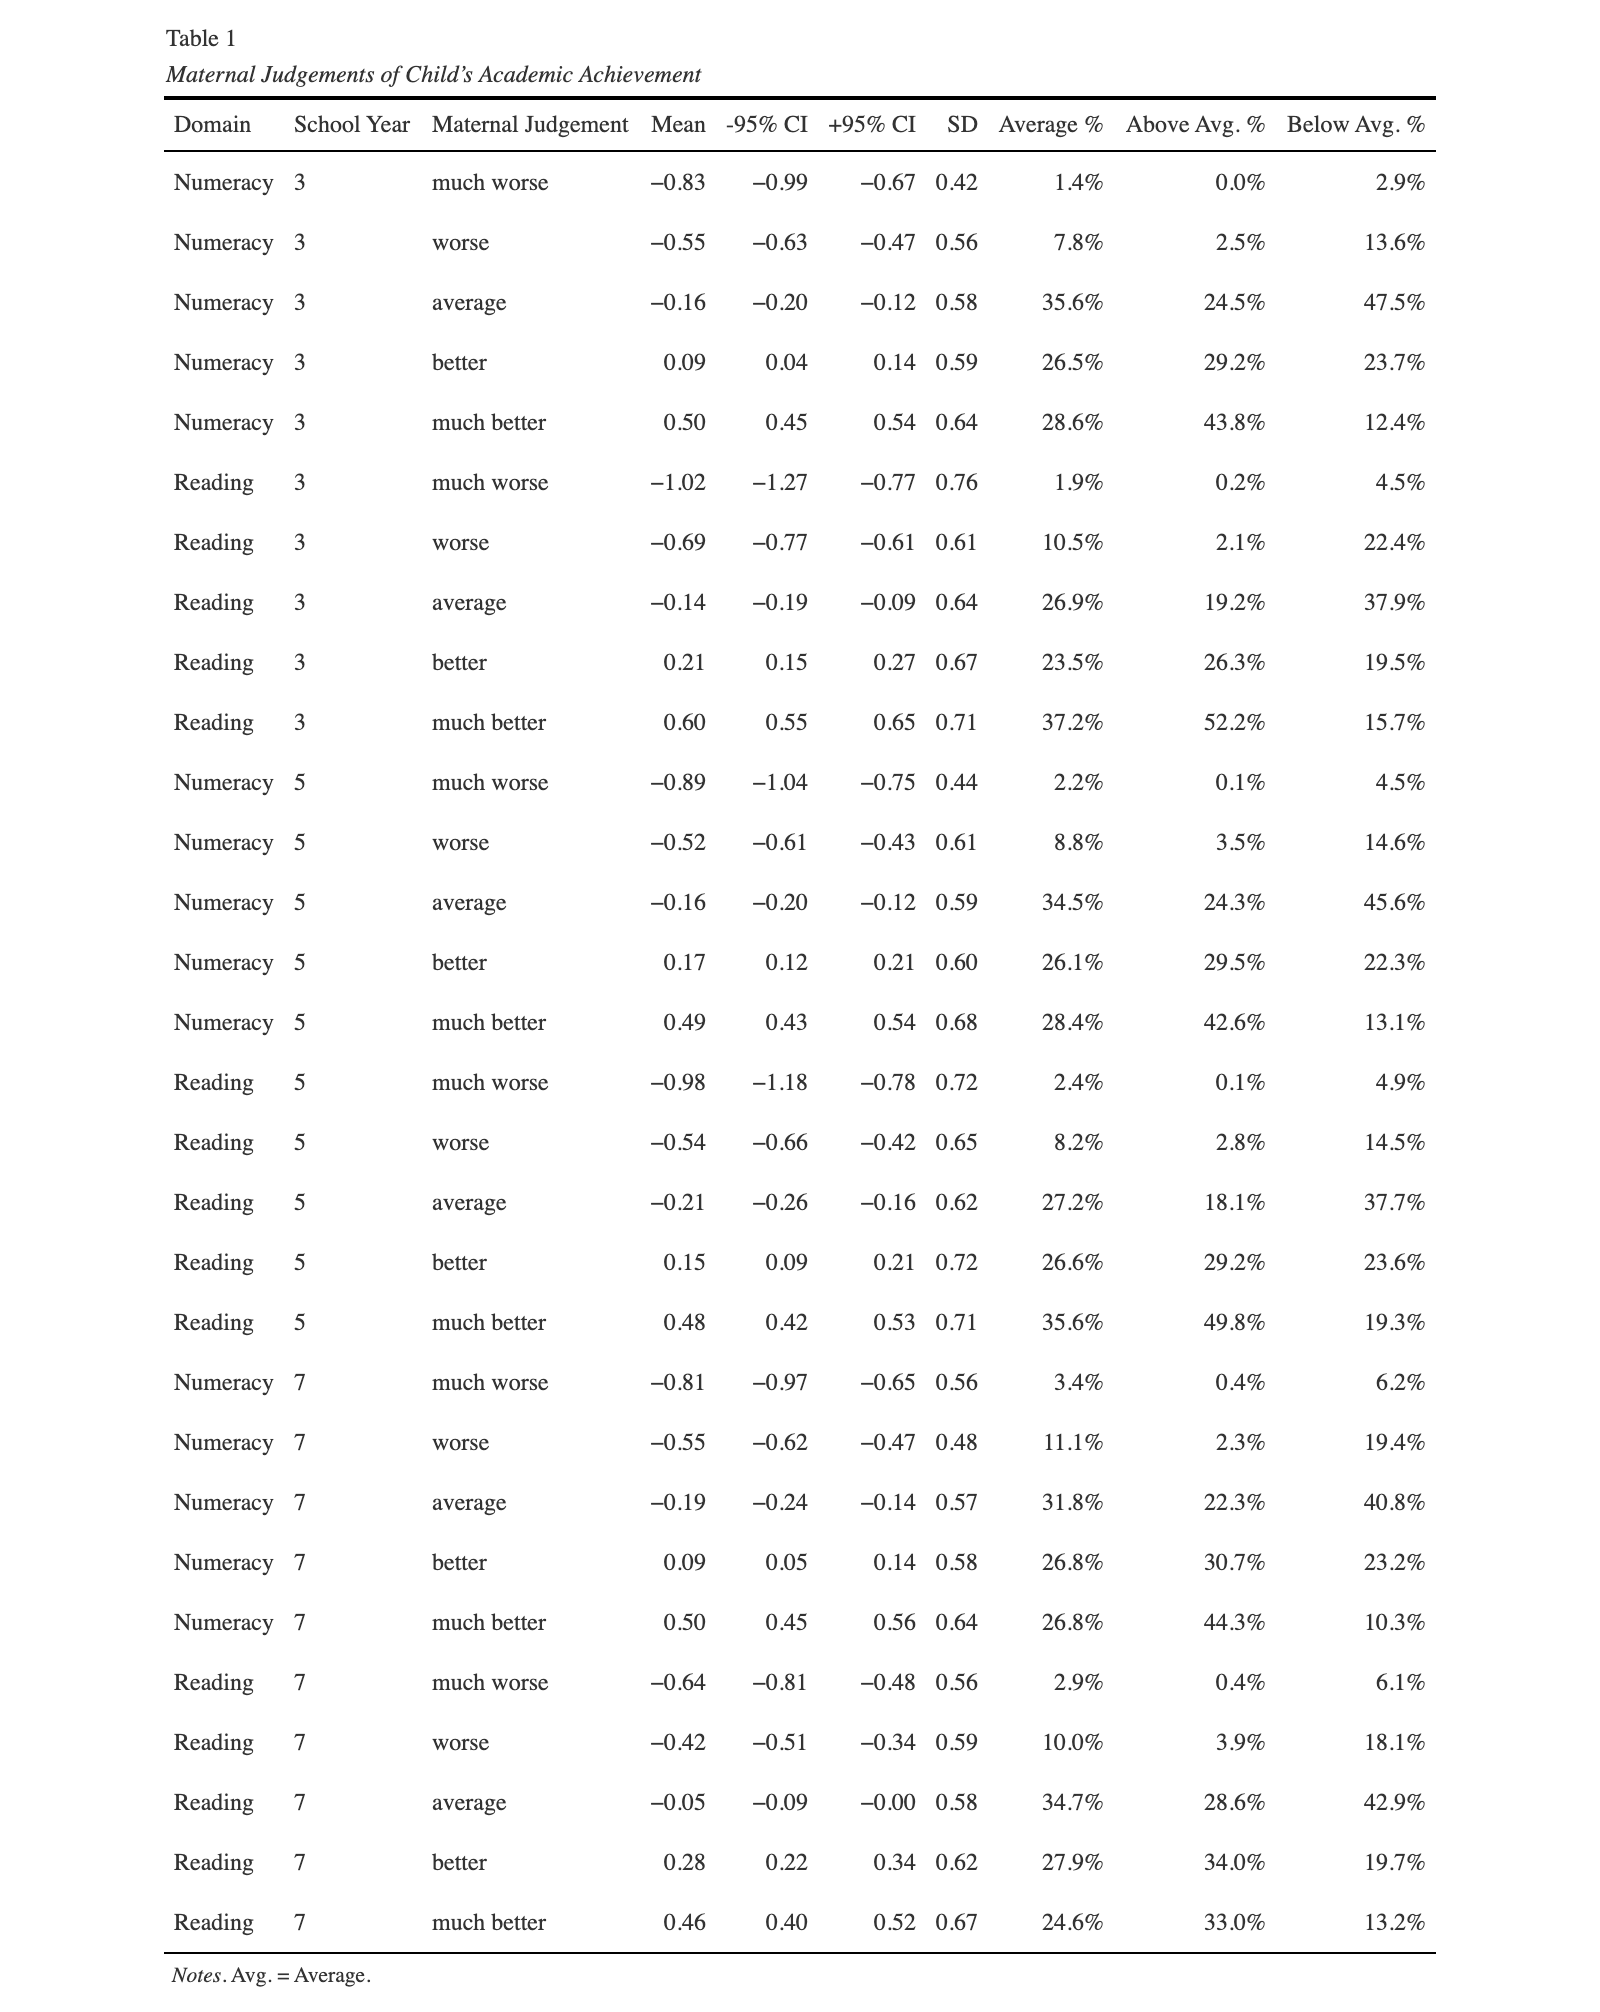 Table 1
Maternal Judgements of Child’s Academic Achievement
Domain School Year Maternal Judgement Mean -95% CI +95% CI SD Average % Above Avg. % Below Avg. %
Numeracy 3 much worse −0.83 −0.99 −0.67 0.42 1.4% 0.0% 2.9%
Numeracy 3 worse −0.55 −0.63 −0.47 0.56 7.8% 2.5% 13.6%
Numeracy 3 average −0.16 −0.20 −0.12 0.58 35.6% 24.5% 47.5%
Numeracy 3 better 0.09 0.04 0.14 0.59 26.5% 29.2% 23.7%
Numeracy 3 much better 0.50 0.45 0.54 0.64 28.6% 43.8% 12.4%
Reading 3 much worse −1.02 −1.27 −0.77 0.76 1.9% 0.2% 4.5%
Reading 3 worse −0.69 −0.77 −0.61 0.61 10.5% 2.1% 22.4%
Reading 3 average −0.14 −0.19 −0.09 0.64 26.9% 19.2% 37.9%
Reading 3 better 0.21 0.15 0.27 0.67 23.5% 26.3% 19.5%
Reading 3 much better 0.60 0.55 0.65 0.71 37.2% 52.2% 15.7%
Numeracy 5 much worse −0.89 −1.04 −0.75 0.44 2.2% 0.1% 4.5%
Numeracy 5 worse −0.52 −0.61 −0.43 0.61 8.8% 3.5% 14.6%
Numeracy 5 average −0.16 −0.20 −0.12 0.59 34.5% 24.3% 45.6%
Numeracy 5 better 0.17 0.12 0.21 0.60 26.1% 29.5% 22.3%
Numeracy 5 much better 0.49 0.43 0.54 0.68 28.4% 42.6% 13.1%
Reading 5 much worse −0.98 −1.18 −0.78 0.72 2.4% 0.1% 4.9%
Reading 5 worse −0.54 −0.66 −0.42 0.65 8.2% 2.8% 14.5%
Reading 5 average −0.21 −0.26 −0.16 0.62 27.2% 18.1% 37.7%
Reading 5 better 0.15 0.09 0.21 0.72 26.6% 29.2% 23.6%
Reading 5 much better 0.48 0.42 0.53 0.71 35.6% 49.8% 19.3%
Numeracy 7 much worse −0.81 −0.97 −0.65 0.56 3.4% 0.4% 6.2%
Numeracy 7 worse −0.55 −0.62 −0.47 0.48 11.1% 2.3% 19.4%
Numeracy 7 average −0.19 −0.24 −0.14 0.57 31.8% 22.3% 40.8%
Numeracy 7 better 0.09 0.05 0.14 0.58 26.8% 30.7% 23.2%
Numeracy 7 much better 0.50 0.45 0.56 0.64 26.8% 44.3% 10.3%
Reading 7 much worse −0.64 −0.81 −0.48 0.56 2.9% 0.4% 6.1%
Reading 7 worse −0.42 −0.51 −0.34 0.59 10.0% 3.9% 18.1%
Reading 7 average −0.05 −0.09 −0.00 0.58 34.7% 28.6% 42.9%
Reading 7 better 0.28 0.22 0.34 0.62 27.9% 34.0% 19.7%
Reading 7 much better 0.46 0.40 0.52 0.67 24.6% 33.0% 13.2%
Notes. Avg. = Average.